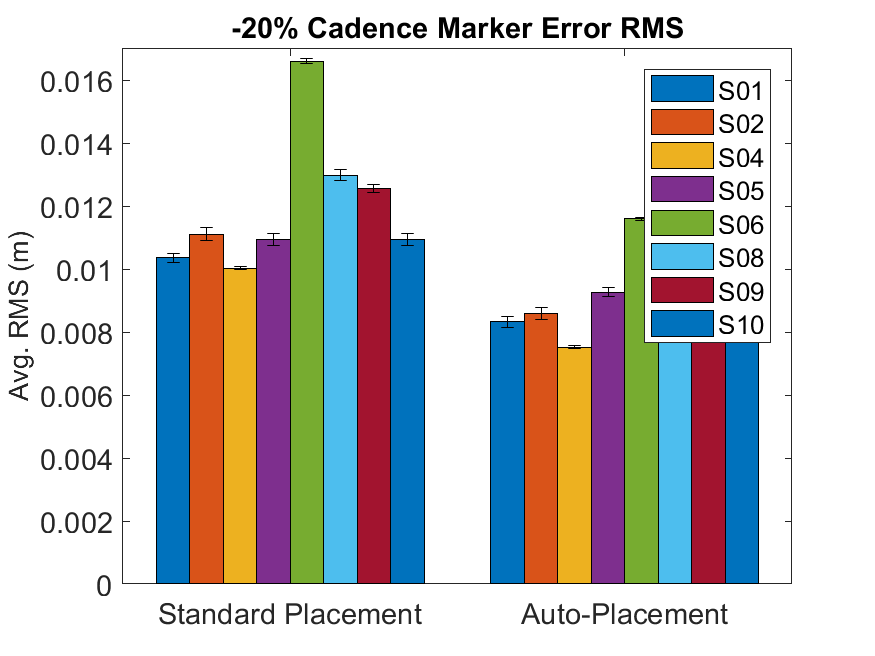 -20% Cadence Marker Error RMS
Avg. RMS (m)
0.016
0.014
0.012
0.01
0.008
0.006
0.004
0.002
0
S01
S02
S04
S05
S06
S08
S09
S10
Standard Placement
Auto-Placement